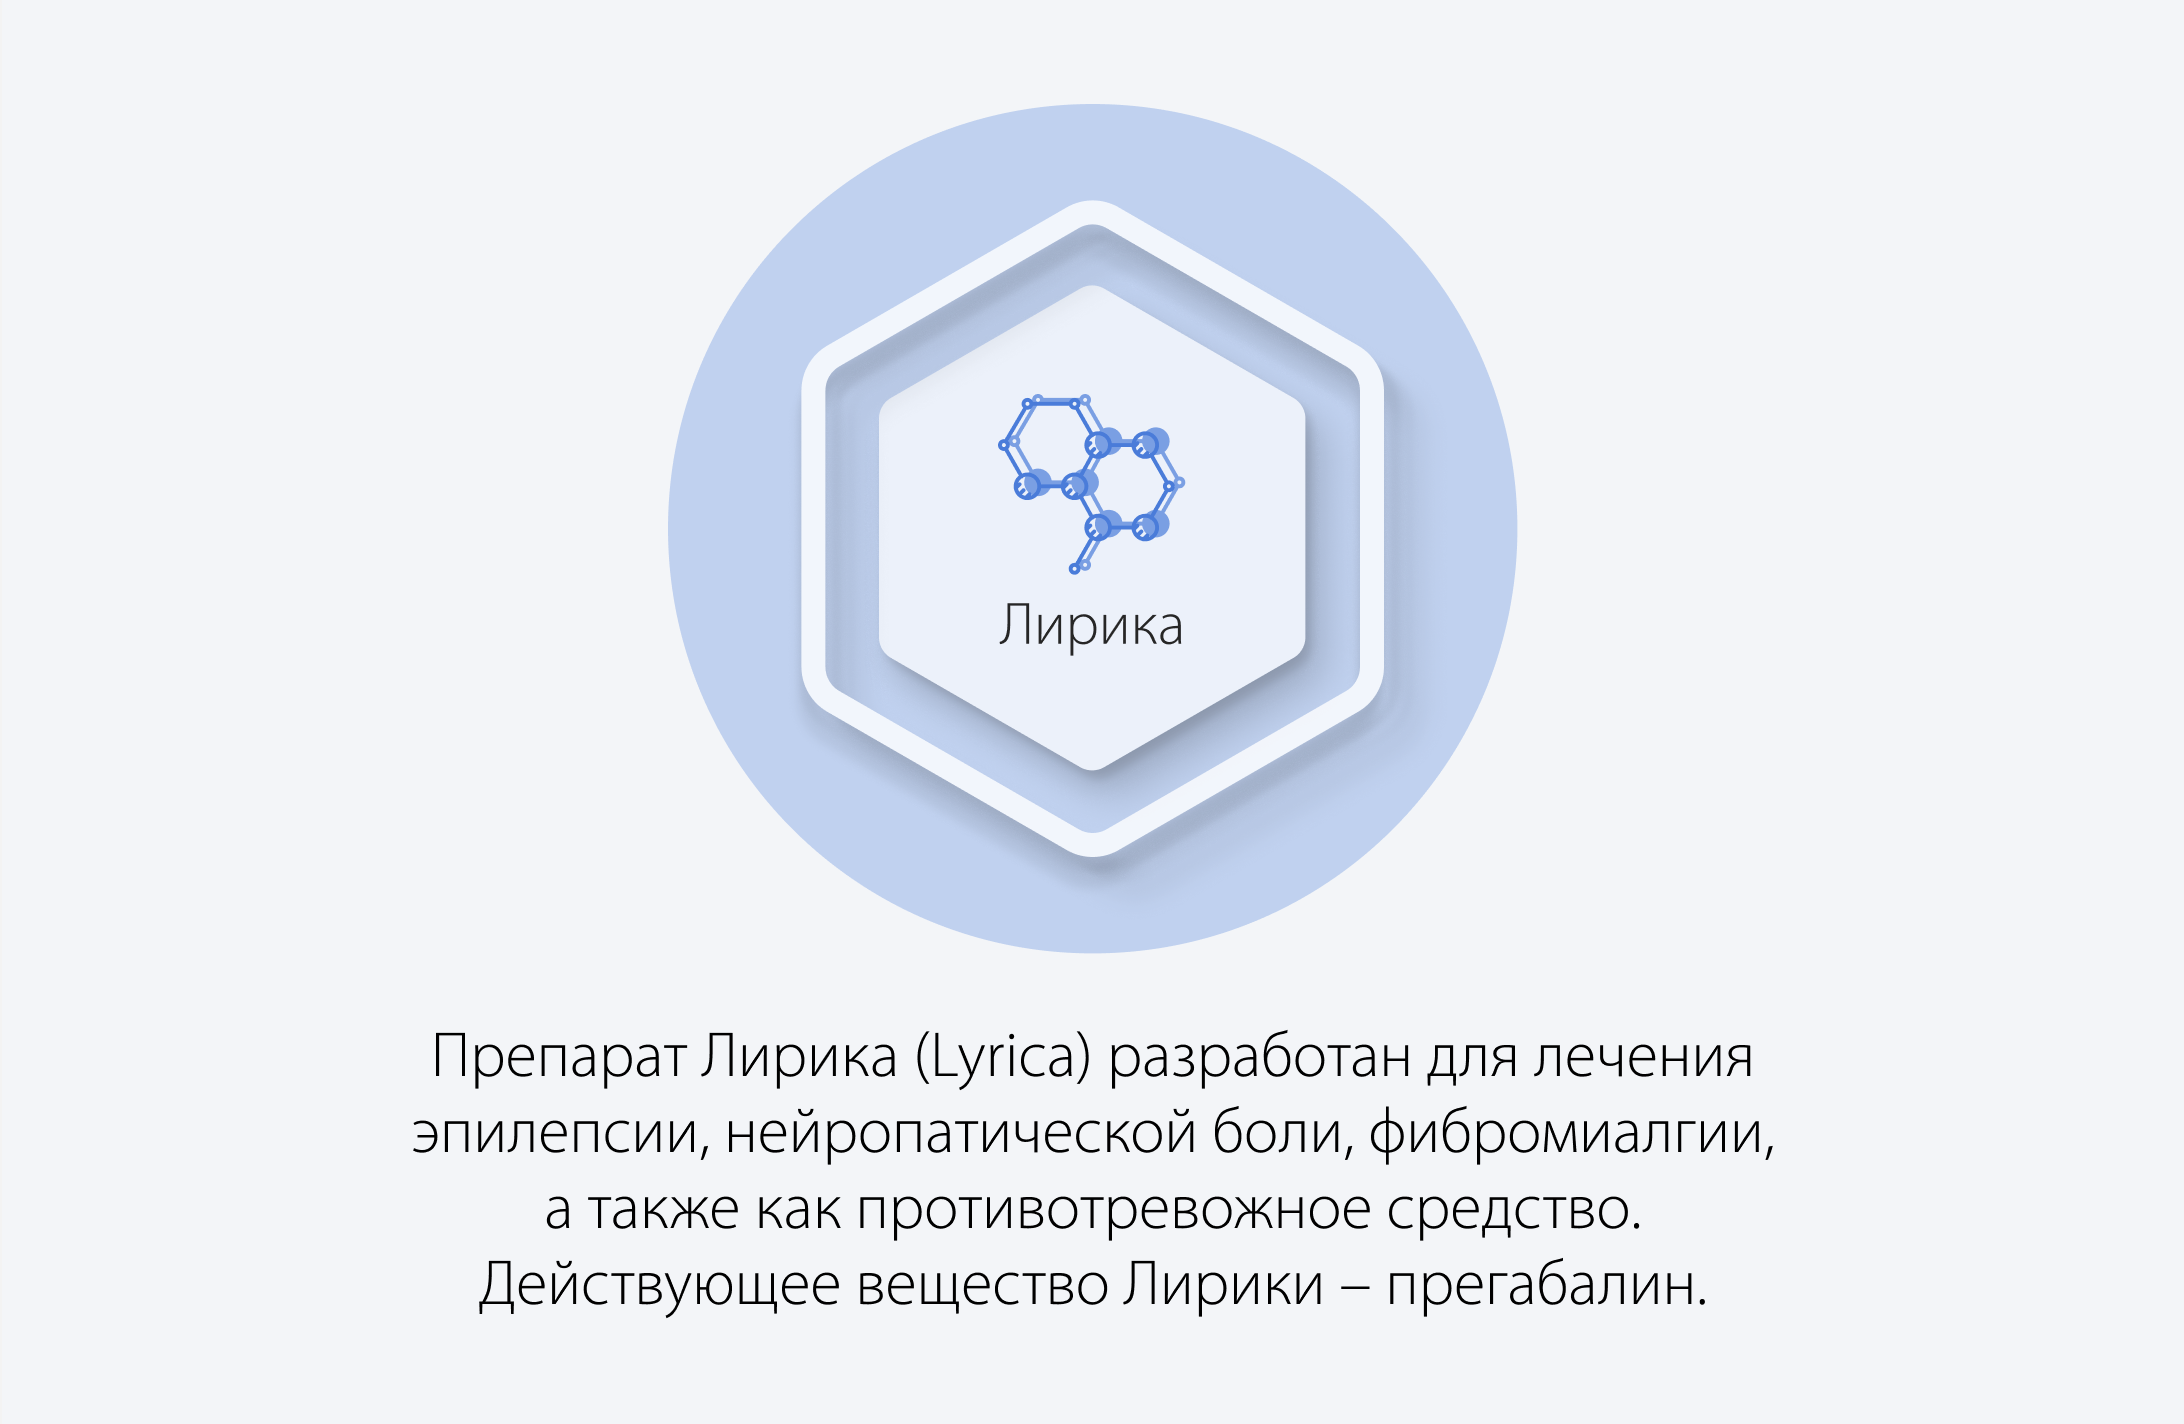 Лирика
Препарат Лирика (Lyrica) разработан для лечения
эпилепсии, нейропатической боли, фибромиалгии,
а также как противотревожное средство.
Действующее вещество Лирики – прегабалин.